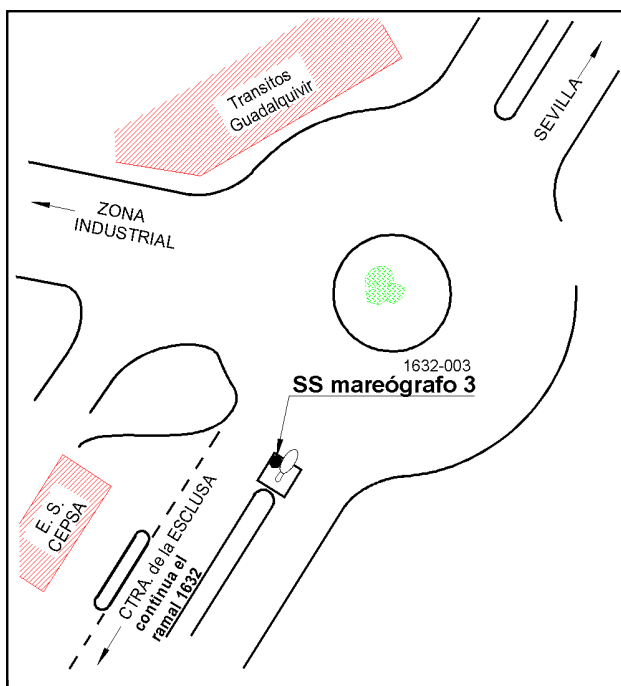 Transitos
Guadalquivir
SEVILLA
ZONA
INDUSTRIAL
1632-003
SS mareógrafo 3
E. S.
CEPSA
CTRA. de la ESCLUSA
continua el
ramal 1632